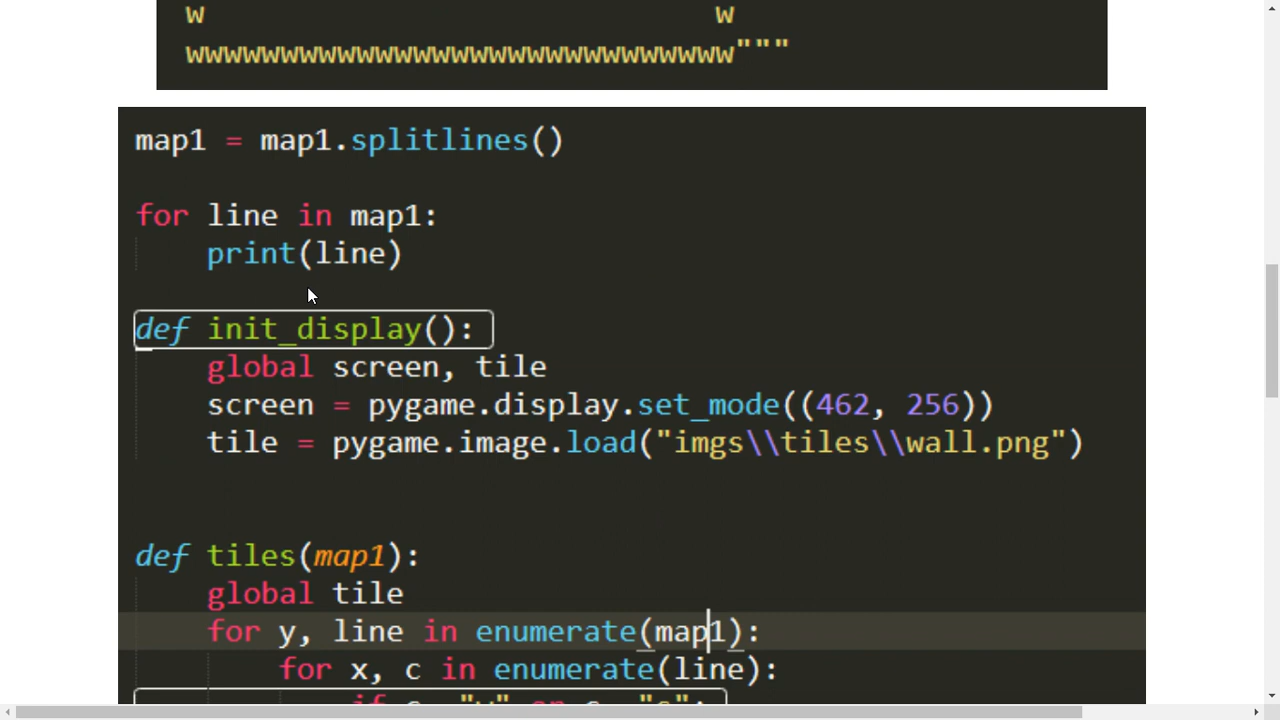 w                            w
wwwwwwwwwwwwwwwwwwwwwwwwwwwwww"""
map1 = map1.splitlines()
for line in map1:
    print(line)
def init_display():
    global screen, tile
    screen = pygame.display.set_mode((462, 256))
    tile = pygame.image.load("imgs\\tiles\\wall.png")
def tiles(map1):
    global tile
    for y, line in enumerate(map1):
        for x, c in enumerate(line):